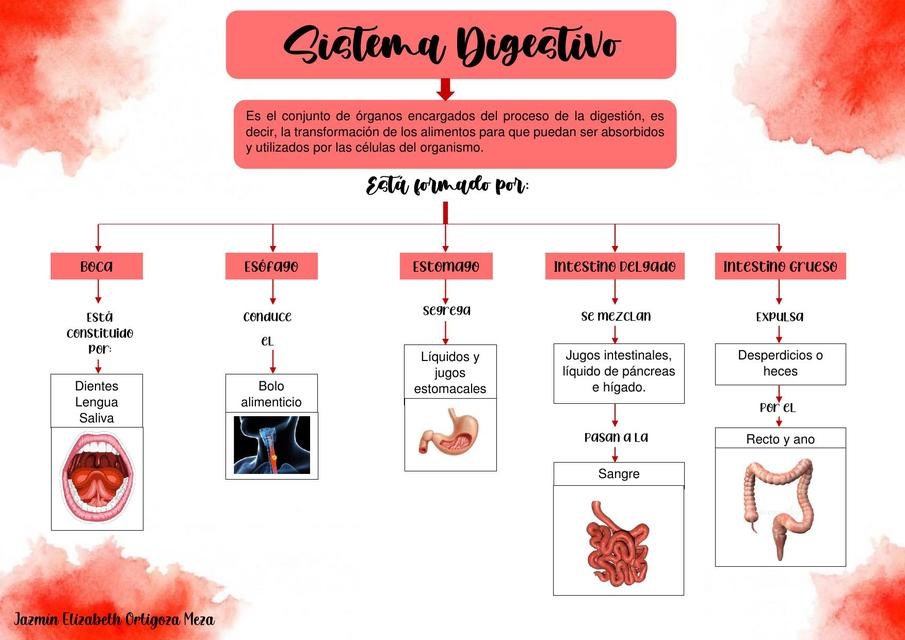 Sistema Digestivo
Es el conjunto de órganos encargados del proceso de la digestión, es
decir, la transformación de los alimentos para que puedan ser absorbidos
y utilizados por las células del organismo.
Está formado por:
Boca
Esófago
Estomago
Intestino Delgado
Intestino Grueso
Está
constituido
por:
Dientes
Lengua
Saliva
conduce
el
Bolo
alimenticio
segrega
Líquidos y
jugos
estomacales
se mezclan
Jugos intestinales,
líquido de páncreas
e hígado.
pasan a la
Sangre
Expulsa
Desperdicios o
heces
por el
Recto y ano
Jazmín Elizabeth Ortigoza Meza